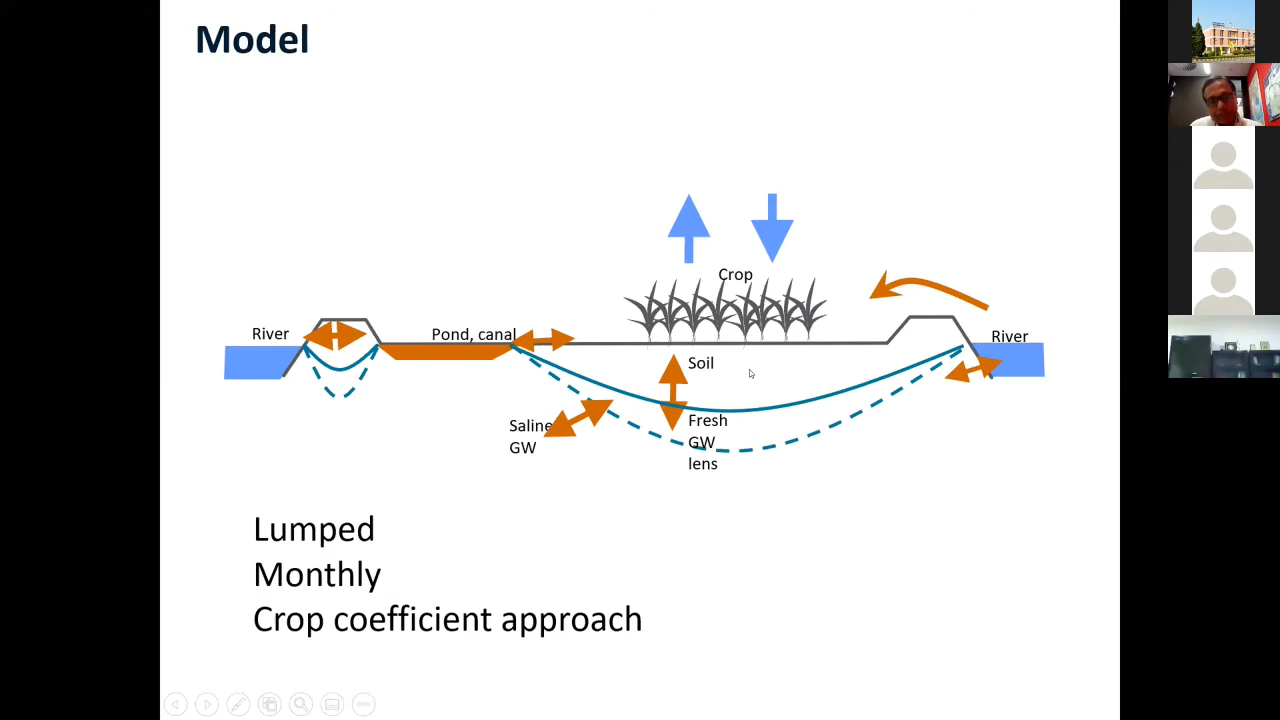 Model
Crop
River
Pond, canal
River
Soil
Saline
GW
Fresh
GW
lens
Lumped
Monthly
Crop coefficient approach